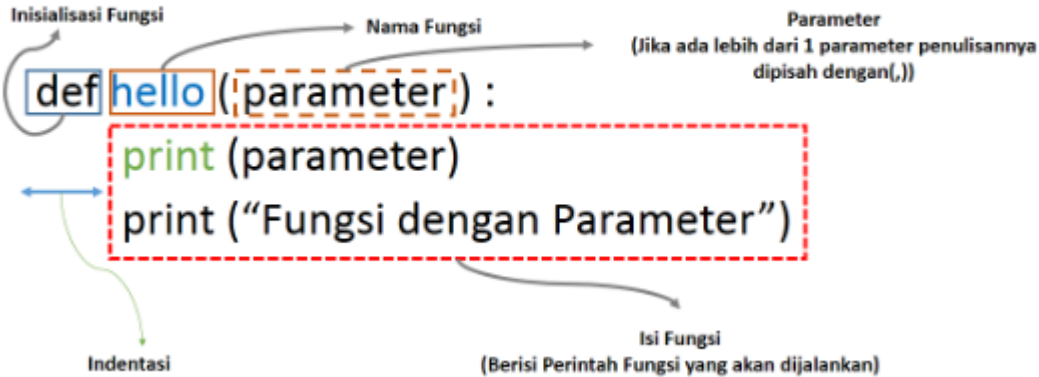 Inisialisasi Fungsi
Nama Fungsi
Parameter
(Jika ada lebih dari 1 parameter penulisannya
dipisah dengan(,))
def hello (parameter) :
print (parameter)
print (“Fungsi dengan Parameter”)
Indentasi
Isi Fungsi
(Berisi Perintah Fungsi yang akan dijalankan)